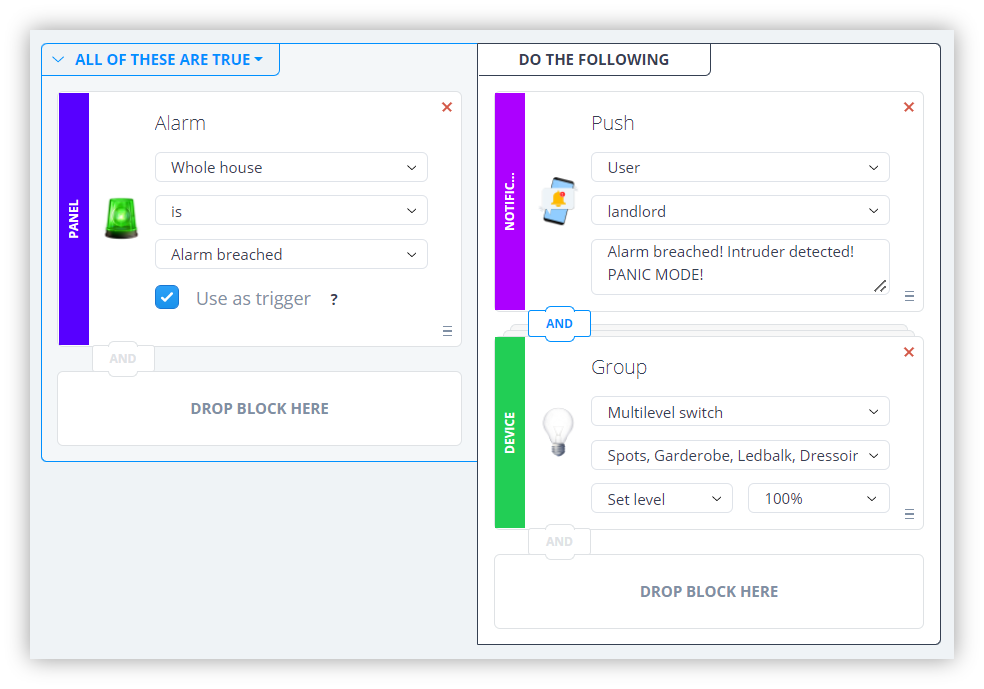 ALL OF THESE ARE TRUE
PANEL
Alarm
Whole house
is
Alarm breached
Use as trigger ?
AND
DROP BLOCK HERE
DO THE FOLLOWING
NOTIFIC...
Push
User
landlord
Alarm breached! Intruder detected!
PANIC MODE!
AND
DEVICE
Group
Multilevel switch
Spots, Garderobe, Ledbalk, Dressoir
Set level 100%
AND
DROP BLOCK HERE